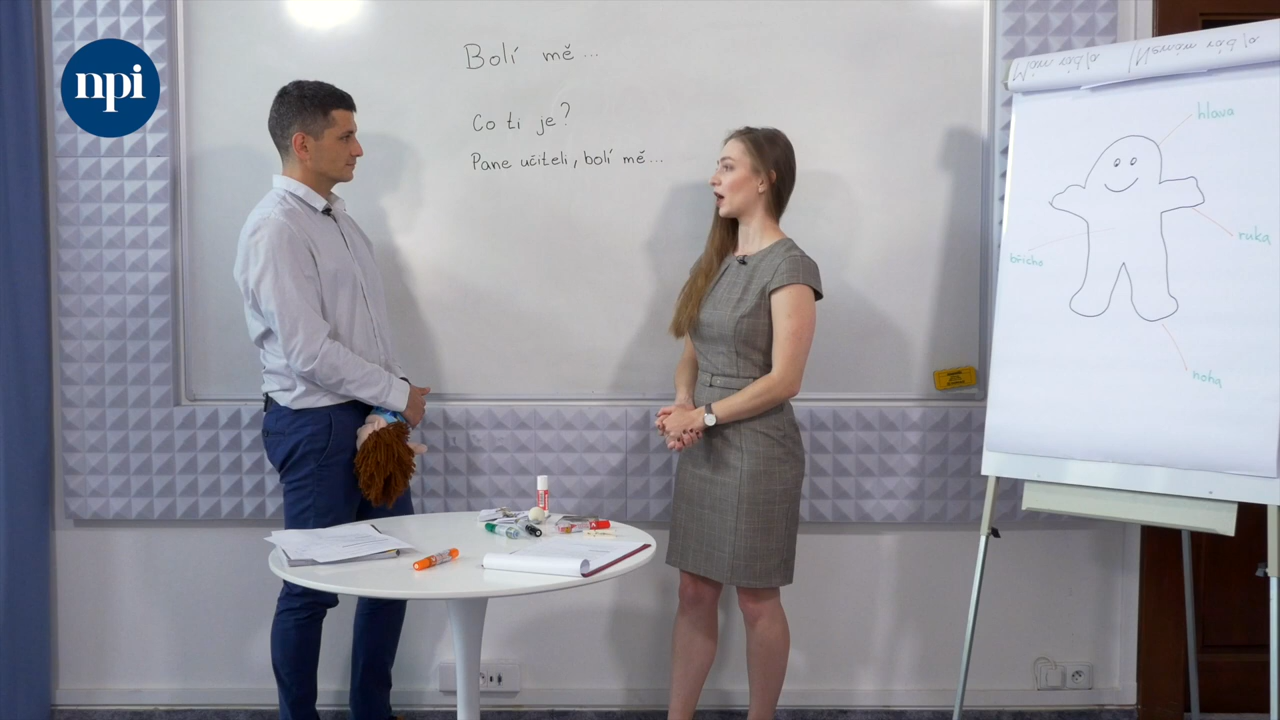 npi
Bolí mě...
Co ti je?
Pane učiteli, bolí mě...
hlava
ruka
břicho
noha